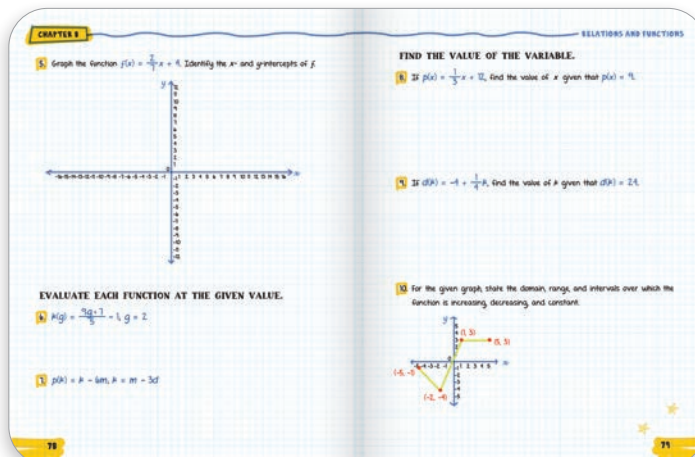 CHAPTER 8
5. Graph the function f(x) = x + 4. Identify the x- and y-intercepts of f.
y
x
EVALUATE EACH FUNCTION AT THE GIVEN VALUE.
6. k(g) = (9g+7)/5 - 1, g = 2
7. p(k) = k - 6m, k = m - 3d
78
RELATIONS AND FUNCTIONS
FIND THE VALUE OF THE VARIABLE.
8. If p(x) = 1/3 x + 12, find the value of x given that p(x) = 9.
9. If d(k) = -4 + 1/4 k, find the value of k given that d(k) = 24.
10. For the given graph, state the domain, range, and intervals over which the
function is increasing, decreasing, and constant.
y
(1, 3)
(5, 3)
x
(-5, -1)
(-2, -4)
79